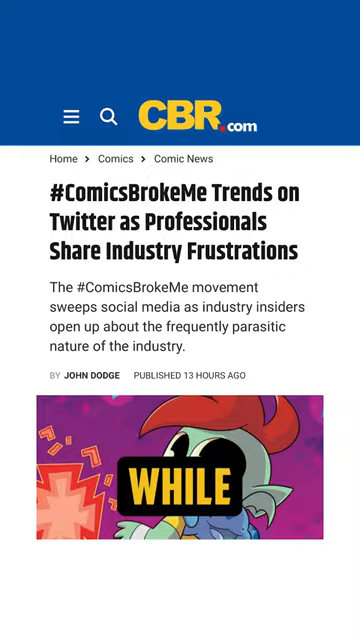 CBR.com
Home > Comics > Comic News
#ComicsBrokeMe Trends on
Twitter as Professionals
Share Industry Frustrations
The #ComicsBrokeMe movement
sweeps social media as industry insiders
open up about the frequently parasitic
nature of the industry.
BY JOHN DODGE PUBLISHED 13 HOURS AGO
WHILE